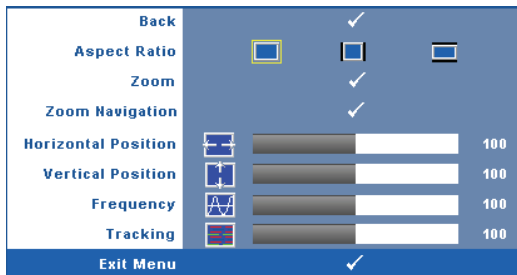 Back
Aspect Ratio
Zoom
Zoom Navigation
Horizontal Position 100
Vertical Position 100
Frequency 100
Tracking 100
Exit Menu